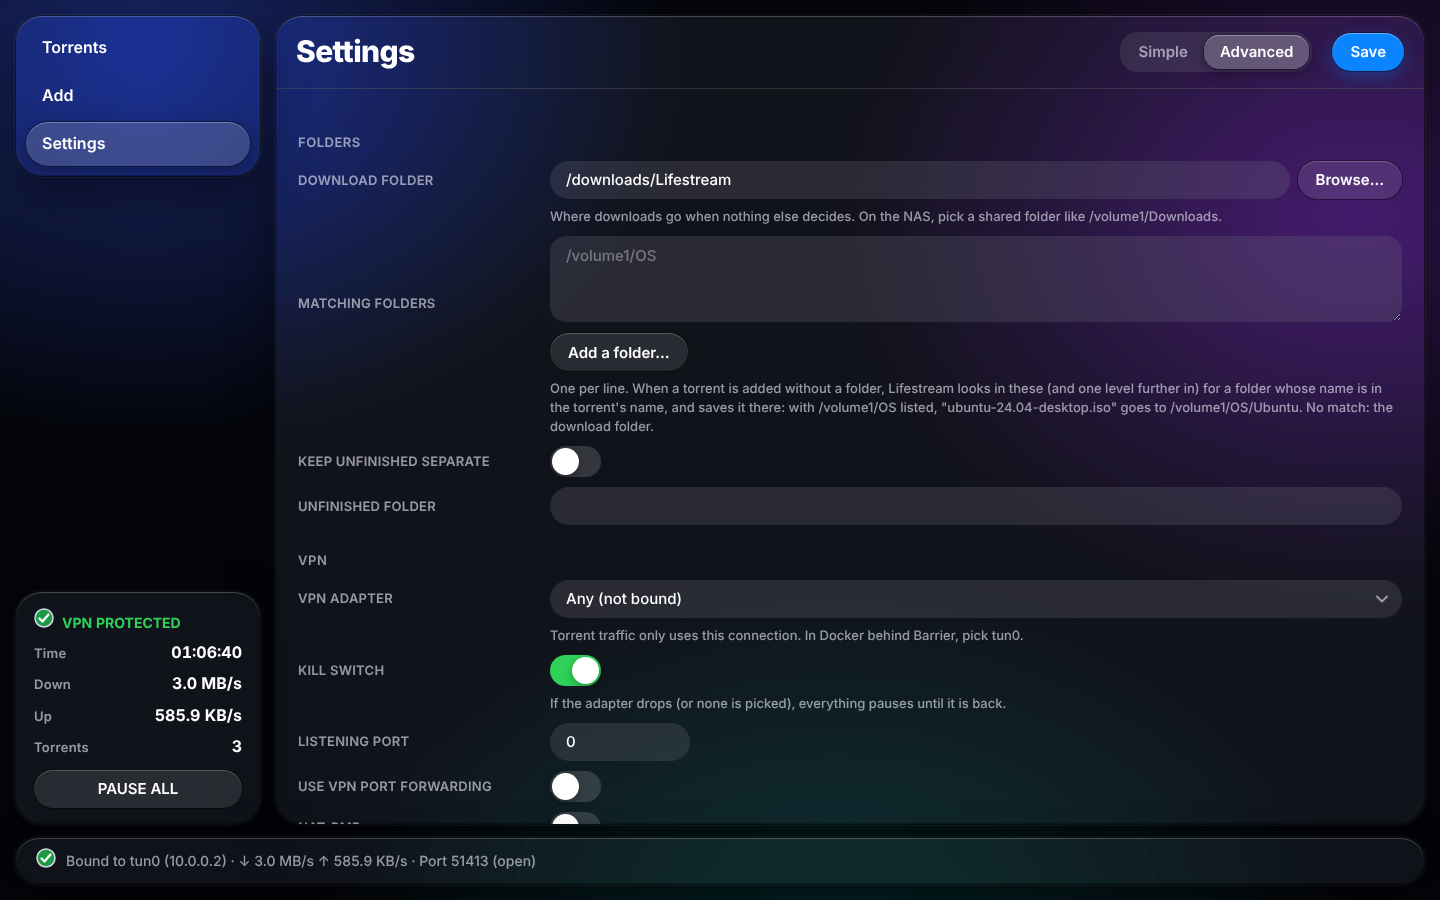 Torrents
Add
Settings
Settings
Simple
Advanced
Save
FOLDERS
DOWNLOAD FOLDER
/downloads/Lifestream
Browse...
Where downloads go when nothing else decides. On the NAS, pick a shared folder like /volume1/Downloads.
MATCHING FOLDERS
/volume1/OS
Add a folder...
One per line. When a torrent is added without a folder, Lifestream looks in these (and one level further in) for a folder whose name is in
the torrent's name, and saves it there: with /volume1/OS listed, "ubuntu-24.04-desktop.iso" goes to /volume1/OS/Ubuntu. No match: the
download folder.
KEEP UNFINISHED SEPARATE
UNFINISHED FOLDER
VPN
VPN ADAPTER
Any (not bound)
Torrent traffic only uses this connection. In Docker behind Barrier, pick tun0.
KILL SWITCH
If the adapter drops (or none is picked), everything pauses until it is back.
LISTENING PORT
0
USE VPN PORT FORWARDING
VPN PROTECTED
Time 01:06:40
Down 3.0 MB/s
Up 585.9 KB/s
Torrents 3
PAUSE ALL
Bound to tun0 (10.0.0.2) · ↓ 3.0 MB/s ↑ 585.9 KB/s · Port 51413 (open)